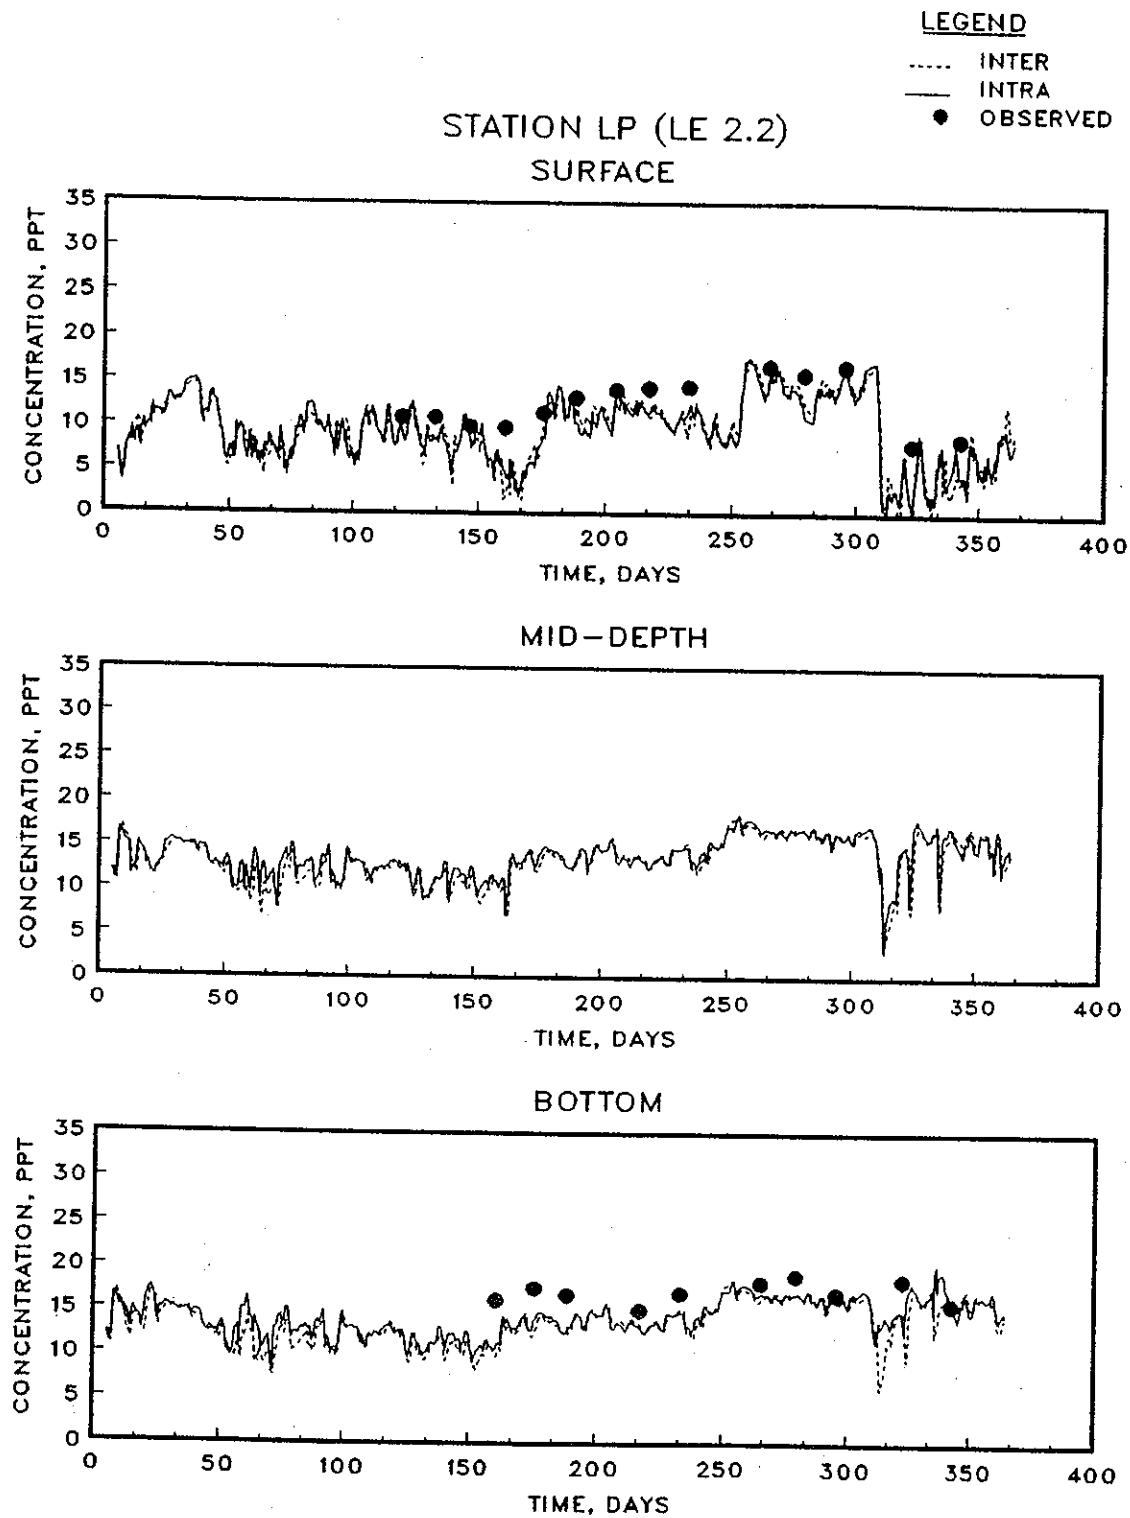 LEGEND
INTER
INTRA
OBSERVED
STATION LP (LE 2.2)
SURFACE
CONCENTRATION, PPT
35
30
25
20
15
10
5
0
0 50 100 150 200 250 300 350 400
TIME, DAYS
MID-DEPTH
CONCENTRATION, PPT
35
30
25
20
15
10
5
0
0 50 100 150 200 250 300 350 400
TIME, DAYS
BOTTOM
CONCENTRATION, PPT
35
30
25
20
15
10
5
0
0 50 100 150 200 250 300 350 400
TIME, DAYS